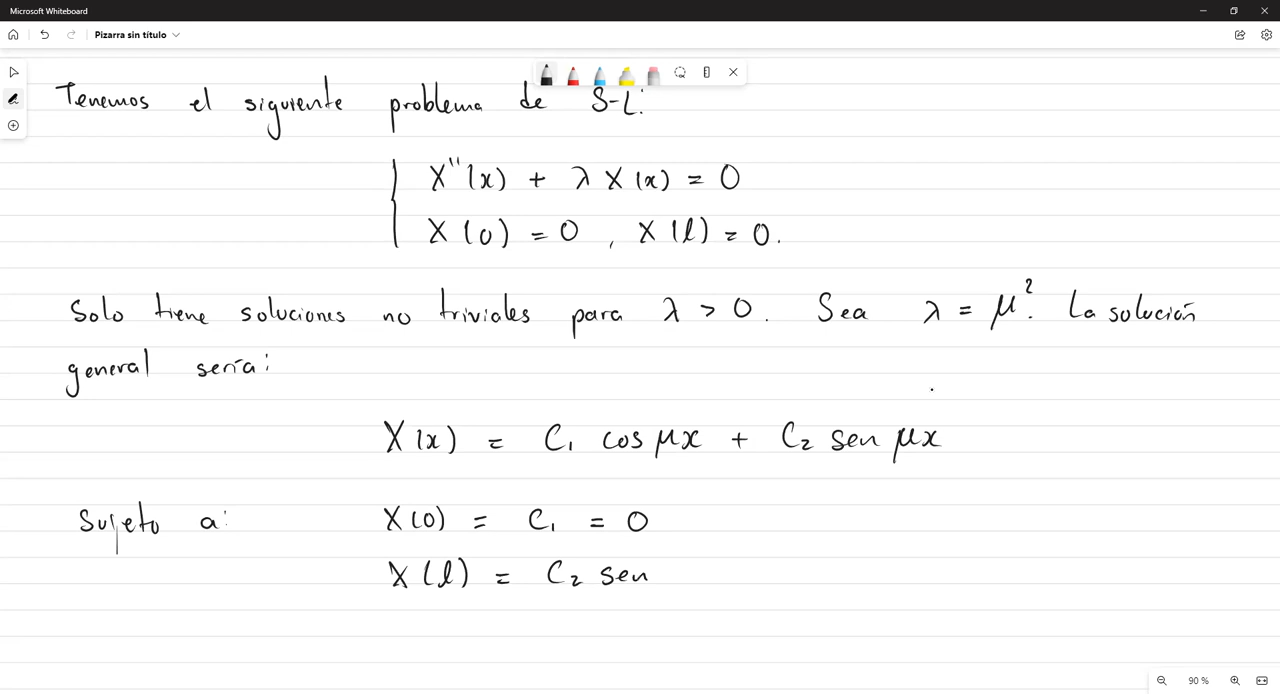 Microsoft Whiteboard
Pizarra sin título
Tenemos el siguiente problema de S-L:
X''(x) + λ X(x) = 0
X(0) = 0 , X(l) = 0.
Solo tiene soluciones no triviales para λ > 0. Sea λ = μ². La solución
general sería:
X(x) = C₁ cos μx + C₂ sen μx
Sujeto a: X(0) = C₁ = 0
X(l) = C₂ sen
90 %